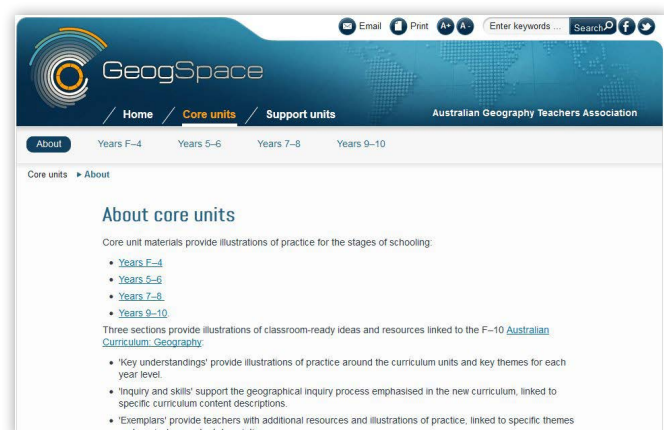 Email Print A+ A- Enter keywords ... Search
GeogSpace
Home Core units Support units Australian Geography Teachers Association
About Years F–4 Years 5–6 Years 7–8 Years 9–10
Core units ▶ About
About core units
Core unit materials provide illustrations of practice for the stages of schooling:
• Years F–4
• Years 5–6
• Years 7–8
• Years 9–10.
Three sections provide illustrations of classroom-ready ideas and resources linked to the F–10 Australian
Curriculum: Geography:
• 'Key understandings' provide illustrations of practice around the curriculum units and key themes for each
year level.
• 'Inquiry and skills' support the geographical inquiry process emphasised in the new curriculum, linked to
specific curriculum content descriptions.
• 'Exemplars' provide teachers with additional resources and illustrations of practice, linked to specific themes